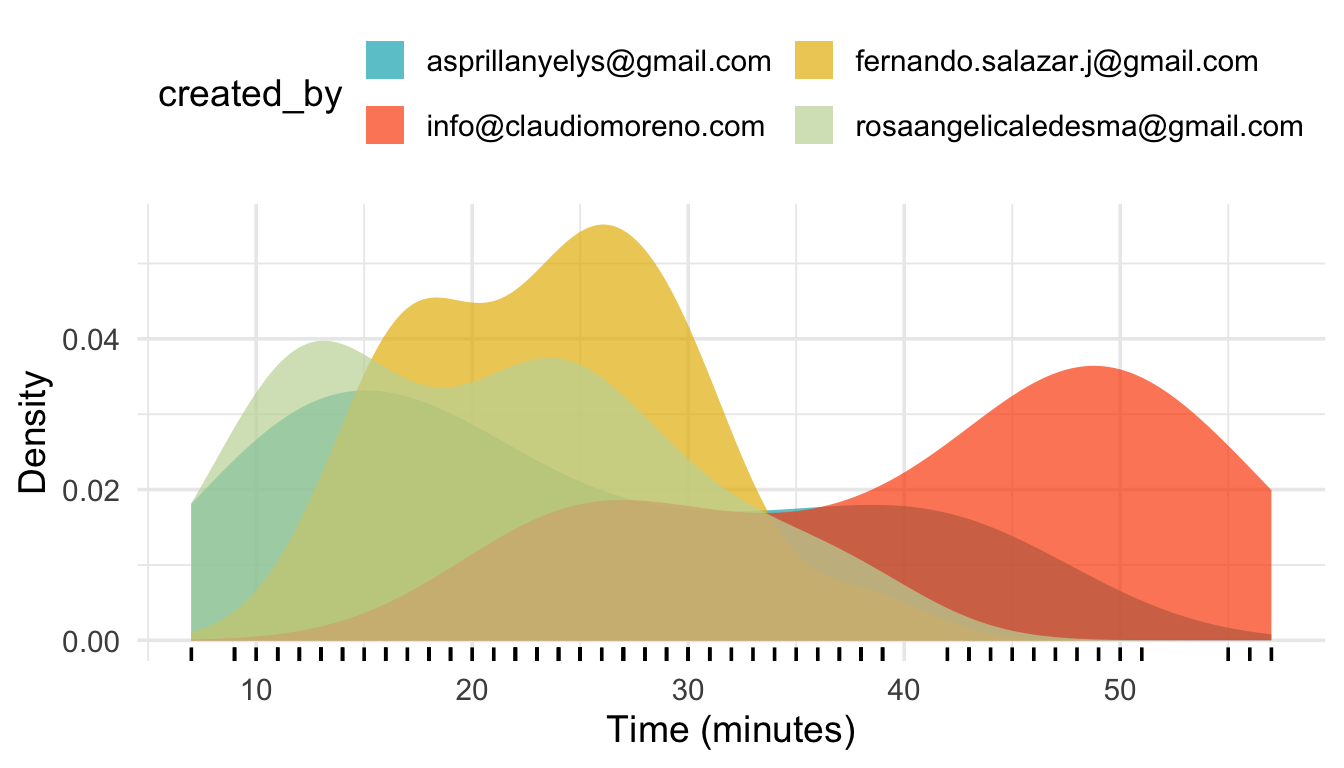 created_by
asprillanyelys@gmail.com
fernando.salazar.j@gmail.com
info@claudiomoreno.com
rosaangelicaledesma@gmail.com
Density
0.04
0.02
0.00
10 20 30 40 50
Time (minutes)